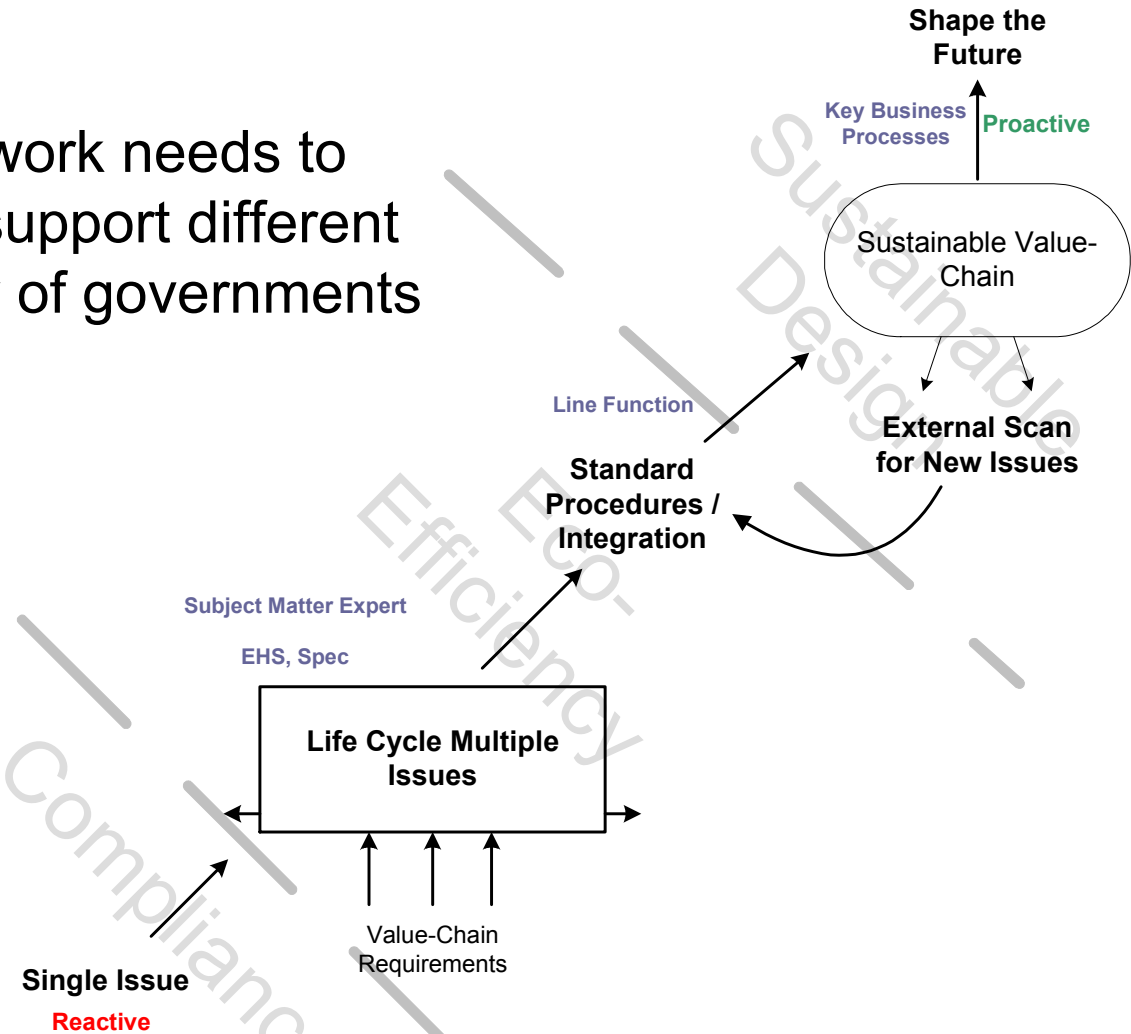 Shape the
Future
Key Business
Processes
Proactive
work needs to
support different
of governments
Sustainable
Design
Sustainable Value-
Chain
Line Function
External Scan
for New Issues
Standard
Procedures /
Integration
Eco-
Efficiency
Subject Matter Expert
EHS, Spec
Life Cycle Multiple
Issues
Value-Chain
Requirements
Single Issue
Reactive